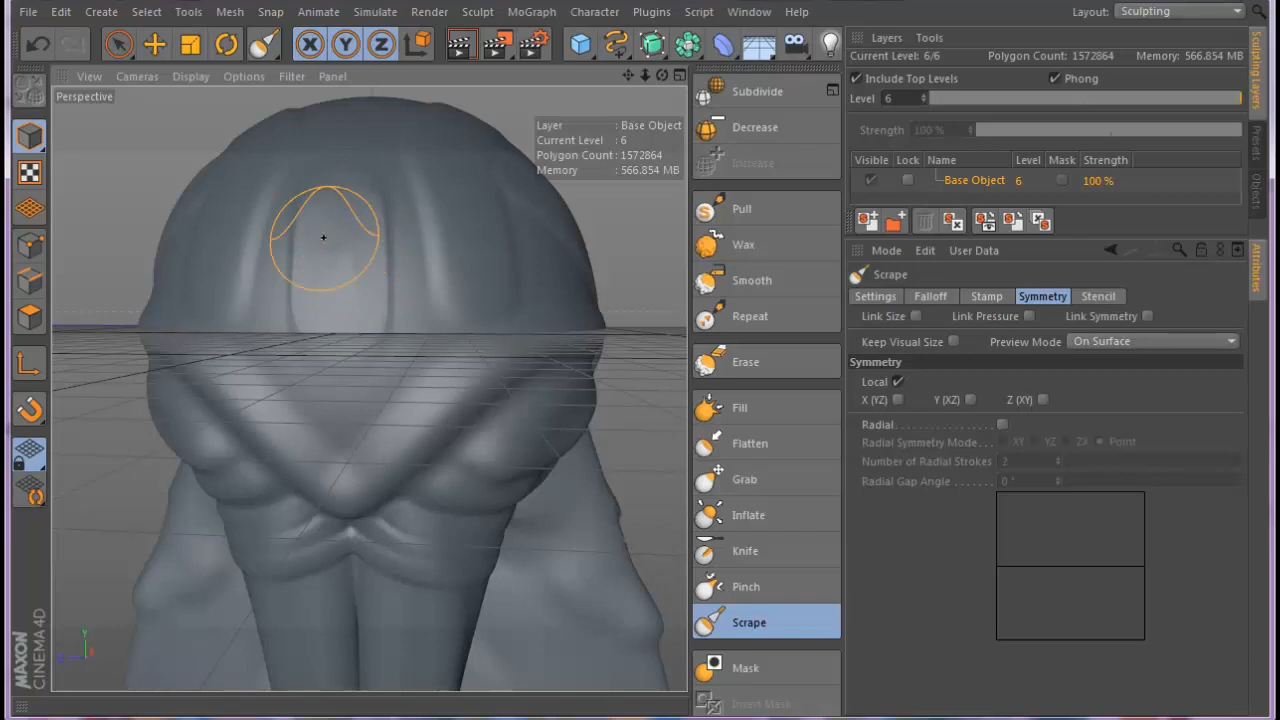 File Edit Create Select Tools Mesh Snap Animate Simulate Render Sculpt MoGraph Character Plugins Script Window Help
Layout: Sculpting
X Y Z
Layers Tools
Current Level: 6/6 Polygon Count: 1572864 Memory: 566.854 MB
Include Top Levels Phong
Level 6
Strength 100 %
Visible Lock Name Level Mask Strength
Base Object 6 100 %
View Cameras Display Options Filter Panel
Perspective
Layer : Base Object
Current Level : 6
Polygon Count : 1572864
Memory : 566.854 MB
Subdivide
Decrease
Increase
Pull
Wax
Smooth
Repeat
Erase
Fill
Flatten
Grab
Inflate
Knife
Pinch
Scrape
Mask
Invert Mask
Mode Edit User Data
Scrape
Settings Falloff Stamp Symmetry Stencil
Link Size Link Pressure Link Symmetry
Keep Visual Size Preview Mode On Surface
Symmetry
Local
X (YZ) Y (XZ) Z (XY)
Radial
Radial Symmetry Mode... XY YZ ZX Point
Number of Radial Strokes 2
Radial Gap Angle 0 °
Sculpting Layers
Presets
Objects
Attributes
MAXON
CINEMA 4D